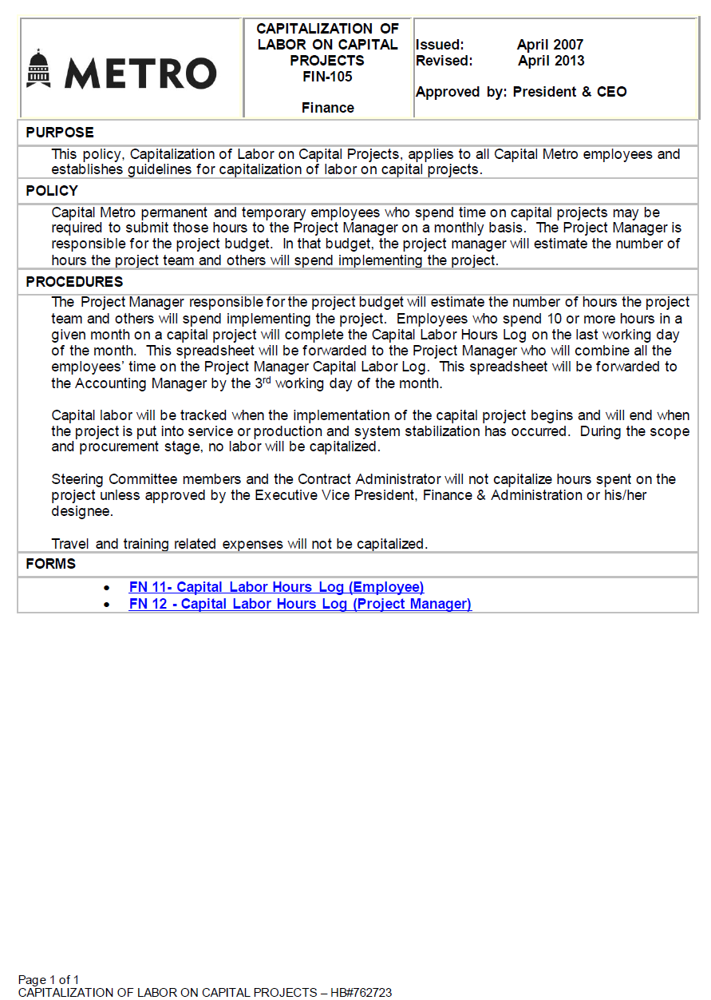 METRO
CAPITALIZATION OF
LABOR ON CAPITAL
PROJECTS
FIN-105
Finance
Issued: April 2007
Revised: April 2013
Approved by: President & CEO
PURPOSE
This policy, Capitalization of Labor on Capital Projects, applies to all Capital Metro employees and
establishes guidelines for capitalization of labor on capital projects.
POLICY
Capital Metro permanent and temporary employees who spend time on capital projects may be
required to submit those hours to the Project Manager on a monthly basis. The Project Manager is
responsible for the project budget. In that budget, the project manager will estimate the number of
hours the project team and others will spend implementing the project.
PROCEDURES
The Project Manager responsible for the project budget will estimate the number of hours the project
team and others will spend implementing the project. Employees who spend 10 or more hours in a
given month on a capital project will complete the Capital Labor Hours Log on the last working day
of the month. This spreadsheet will be forwarded to the Project Manager who will combine all the
employees’ time on the Project Manager Capital Labor Log. This spreadsheet will be forwarded to
the Accounting Manager by the 3rd working day of the month.
Capital labor will be tracked when the implementation of the capital project begins and will end when
the project is put into service or production and system stabilization has occurred. During the scope
and procurement stage, no labor will be capitalized.
Steering Committee members and the Contract Administrator will not capitalize hours spent on the
project unless approved by the Executive Vice President, Finance & Administration or his/her
designee.
Travel and training related expenses will not be capitalized.
FORMS
• FN 11- Capital Labor Hours Log (Employee)
• FN 12 - Capital Labor Hours Log (Project Manager)
Page 1 of 1
CAPITALIZATION OF LABOR ON CAPITAL PROJECTS – HB#762723